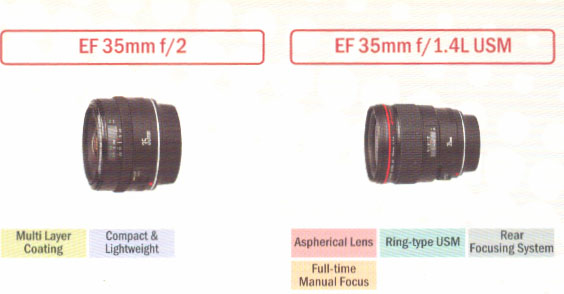 EF 35mm f/2
EF 35mm f/1.4L USM
35mm
Multi Layer
Coating
Compact &
Lightweight
Aspherical Lens
Ring-type USM
Rear
Focusing System
Full-time
Manual Focus